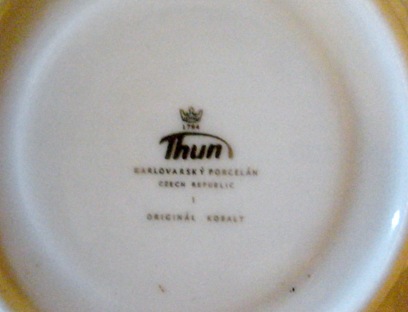 1794
Thun
KARLOVARSKÝ PORCELÁN
CZECH REPUBLIC
1
ORIGINÁL KOBALT